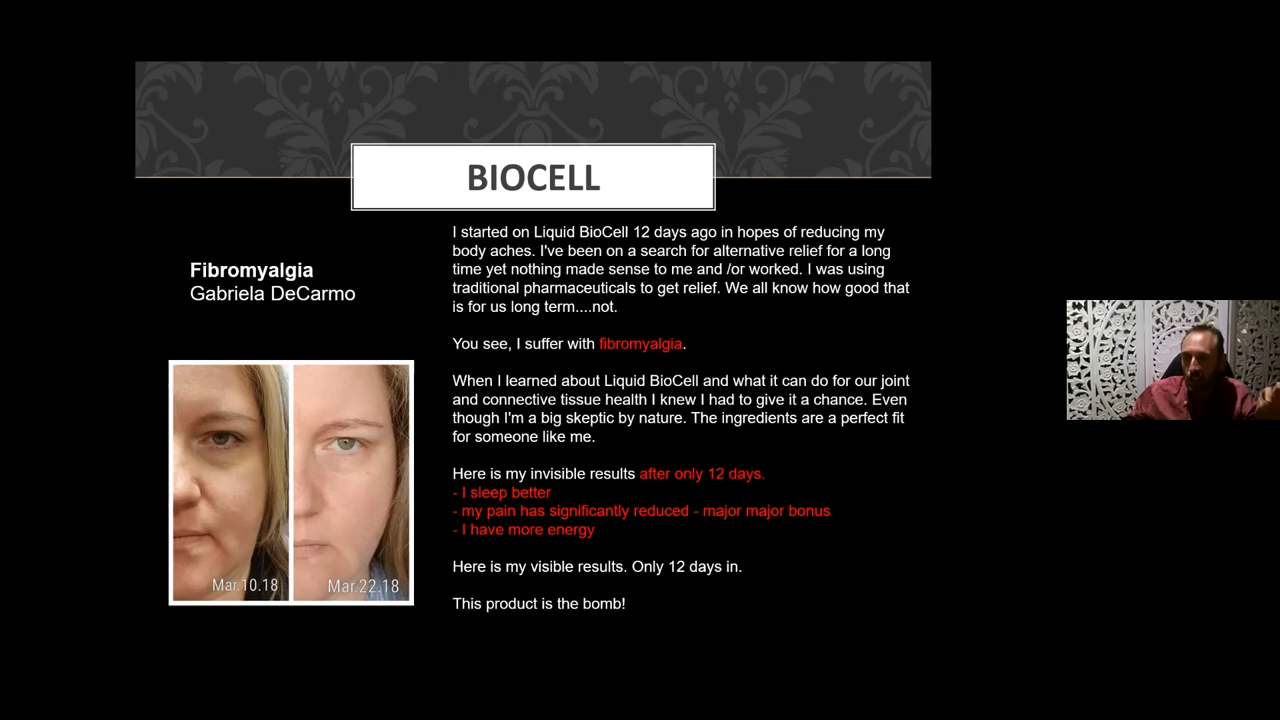 BIOCELL
Fibromyalgia
Gabriela DeCarmo
Mar.10.18
Mar.22.18
I started on Liquid BioCell 12 days ago in hopes of reducing my
body aches. I've been on a search for alternative relief for a long
time yet nothing made sense to me and /or worked. I was using
traditional pharmaceuticals to get relief. We all know how good that
is for us long term....not.
You see, I suffer with fibromyalgia.
When I learned about Liquid BioCell and what it can do for our joint
and connective tissue health I knew I had to give it a chance. Even
though I'm a big skeptic by nature. The ingredients are a perfect fit
for someone like me.
Here is my invisible results after only 12 days.
- I sleep better
- my pain has significantly reduced - major major bonus
- I have more energy
Here is my visible results. Only 12 days in.
This product is the bomb!